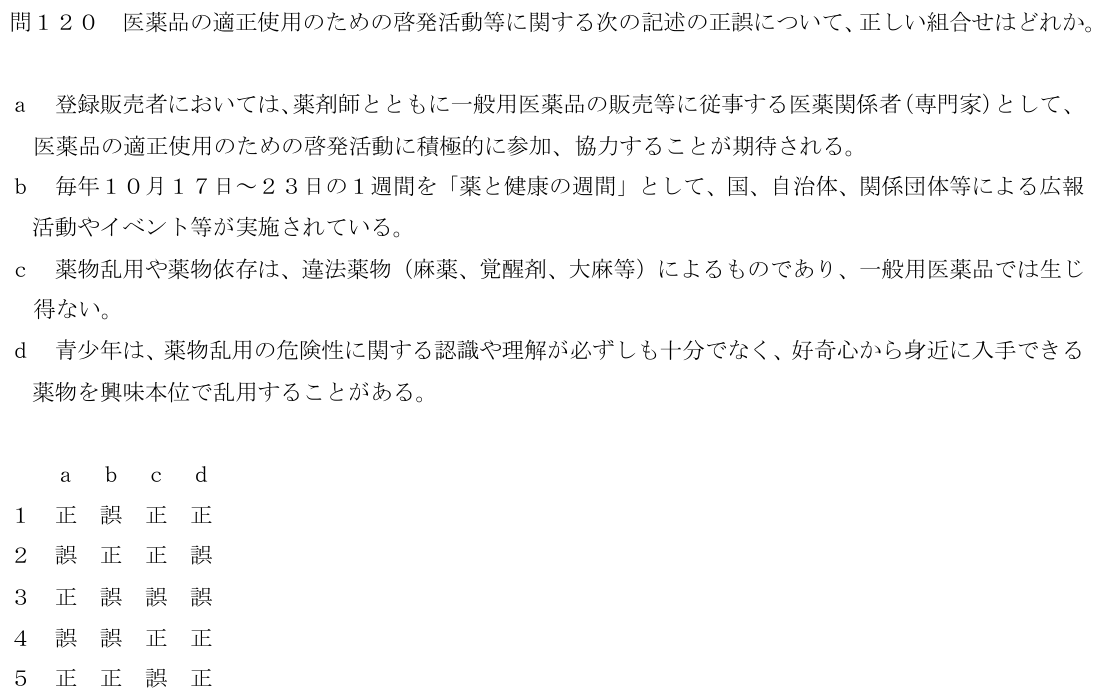 問１２０　医薬品の適正使用のための啓発活動等に関する次の記述の正誤について、正しい組合せはどれか。
ａ　登録販売者においては、薬剤師とともに一般用医薬品の販売等に従事する医薬関係者（専門家）として、
医薬品の適正使用のための啓発活動に積極的に参加、協力することが期待される。
ｂ　毎年１０月１７日～２３日の１週間を「薬と健康の週間」として、国、自治体、関係団体等による広報
活動やイベント等が実施されている。
ｃ　薬物乱用や薬物依存は、違法薬物（麻薬、覚醒剤、大麻等）によるものであり、一般用医薬品では生じ
得ない。
ｄ　青少年は、薬物乱用の危険性に関する認識や理解が必ずしも十分でなく、好奇心から身近に入手できる
薬物を興味本位で乱用することがある。
ａ　ｂ　ｃ　ｄ
１　正　誤　正　正
２　誤　正　正　誤
３　正　誤　誤　誤
４　誤　誤　正　正
５　正　正　誤　正